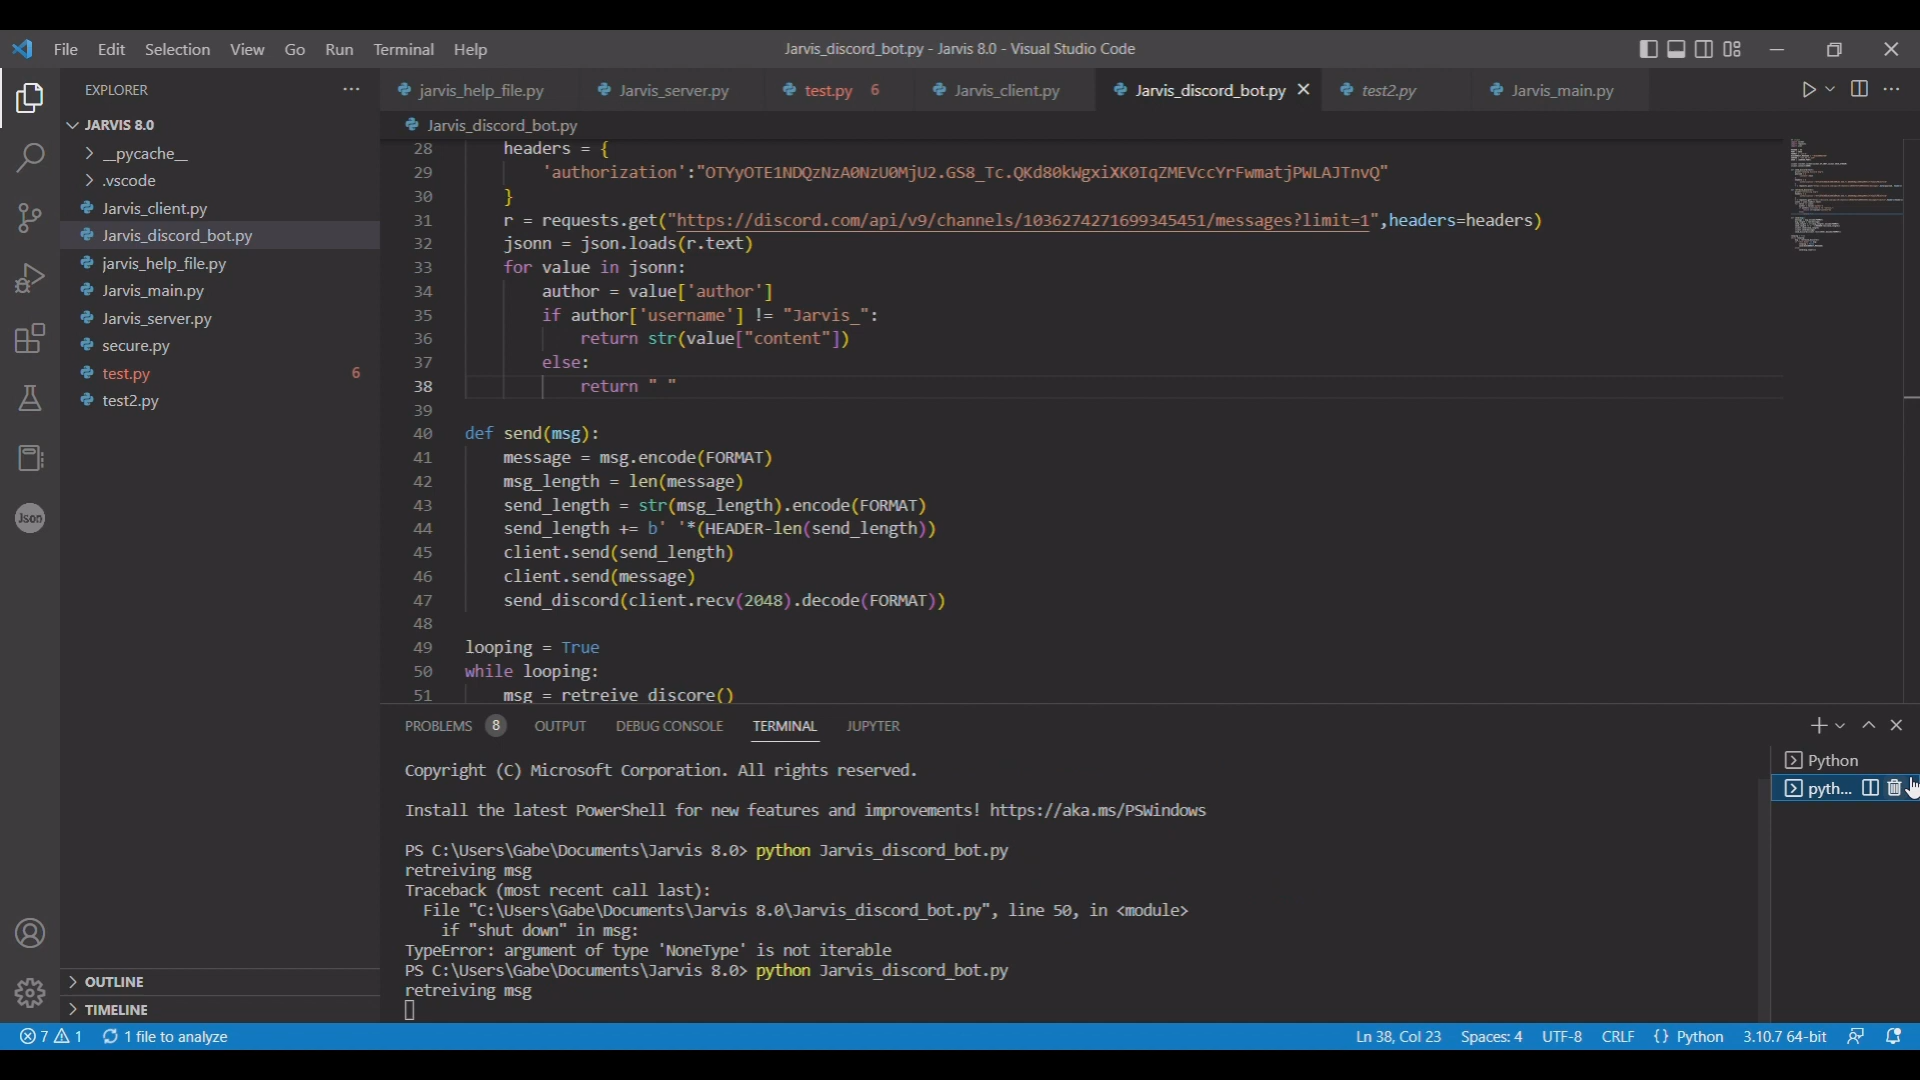 File Edit Selection View Go Run Terminal Help
Jarvis_discord_bot.py - Jarvis 8.0 - Visual Studio Code
EXPLORER
JARVIS 8.0
__pycache__
.vscode
Jarvis_client.py
Jarvis_discord_bot.py
jarvis_help_file.py
Jarvis_main.py
Jarvis_server.py
secure.py
test.py 6
test2.py
OUTLINE
TIMELINE
Json
jarvis_help_file.py Jarvis_server.py test.py 6 Jarvis_client.py Jarvis_discord_bot.py test2.py Jarvis_main.py
Jarvis_discord_bot.py
28 headers = {
29 'authorization':"[authorization token]"
30 }
31 r = requests.get("https://discord.com/api/v9/channels/1036274271699345451/messages?limit=1",headers=headers)
32 jsonn = json.loads(r.text)
33 for value in jsonn:
34 author = value['author']
35 if author['username'] != "Jarvis_":
36 return str(value["content"])
37 else:
38 return " "
39
40 def send(msg):
41 message = msg.encode(FORMAT)
42 msg_length = len(message)
43 send_length = str(msg_length).encode(FORMAT)
44 send_length += b' '*(HEADER-len(send_length))
45 client.send(send_length)
46 client.send(message)
47 send_discord(client.recv(2048).decode(FORMAT))
48
49 looping = True
50 while looping:
51 msg = retreive_discore()
PROBLEMS 8 OUTPUT DEBUG CONSOLE TERMINAL JUPYTER
Copyright (C) Microsoft Corporation. All rights reserved.
Install the latest PowerShell for new features and improvements! https://aka.ms/PSWindows
PS C:\Users\Gabe\Documents\Jarvis 8.0> python Jarvis_discord_bot.py
retreiving msg
Traceback (most recent call last):
File "C:\Users\Gabe\Documents\Jarvis 8.0\Jarvis_discord_bot.py", line 50, in <module>
if "shut down" in msg:
TypeError: argument of type 'NoneType' is not iterable
PS C:\Users\Gabe\Documents\Jarvis 8.0> python Jarvis_discord_bot.py
retreiving msg
Python
pyth...
7 1 1 file to analyze
Ln 38, Col 23 Spaces: 4 UTF-8 CRLF {} Python 3.10.7 64-bit